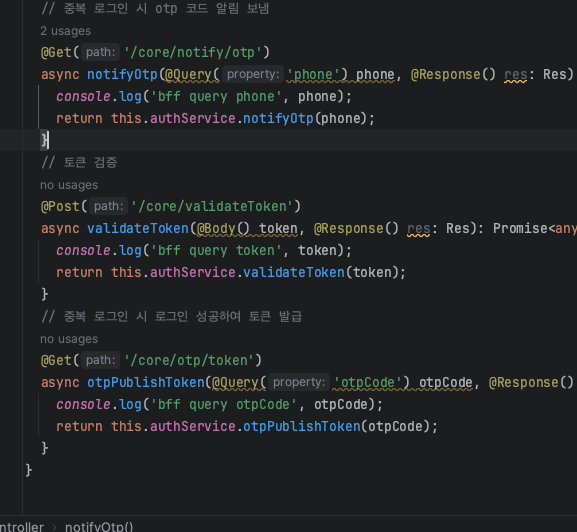 // 중복 로그인 시 otp 코드 알림 보냄
2 usages
@Get( path: '/core/notify/otp')
async notifyOtp(@Query( property: 'phone') phone, @Response() res: Res)
console.log('bff query phone', phone);
return this.authService.notifyOtp(phone);
}
// 토큰 검증
no usages
@Post( path: '/core/validateToken')
async validateToken(@Body() token, @Response() res: Res): Promise<any
console.log('bff query token', token);
return this.authService.validateToken(token);
}
// 중복 로그인 시 로그인 성공하여 토큰 발급
no usages
@Get( path: '/core/otp/token')
async otpPublishToken(@Query( property: 'otpCode') otpCode, @Response()
console.log('bff query otpCode', otpCode);
return this.authService.otpPublishToken(otpCode);
}
}
ntroller › notifyOtp()